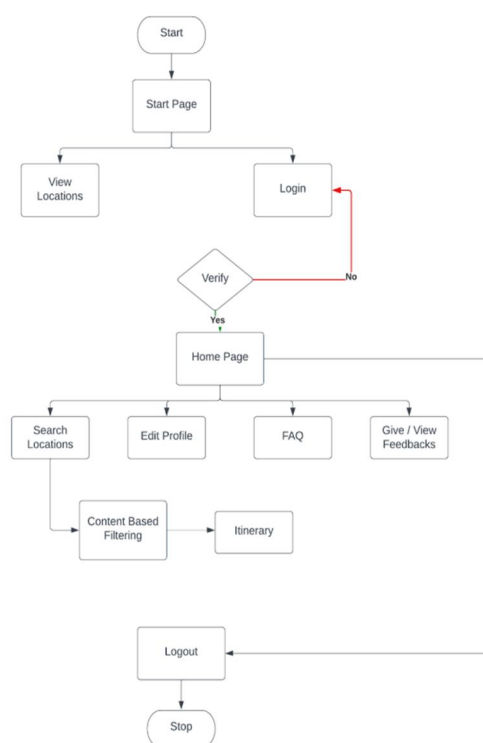 Start
Start Page
View
Locations
Login
Verify
No
Yes
Home Page
Search
Locations
Edit Profile
FAQ
Give / View
Feedbacks
Content Based
Filtering
Itinerary
Logout
Stop